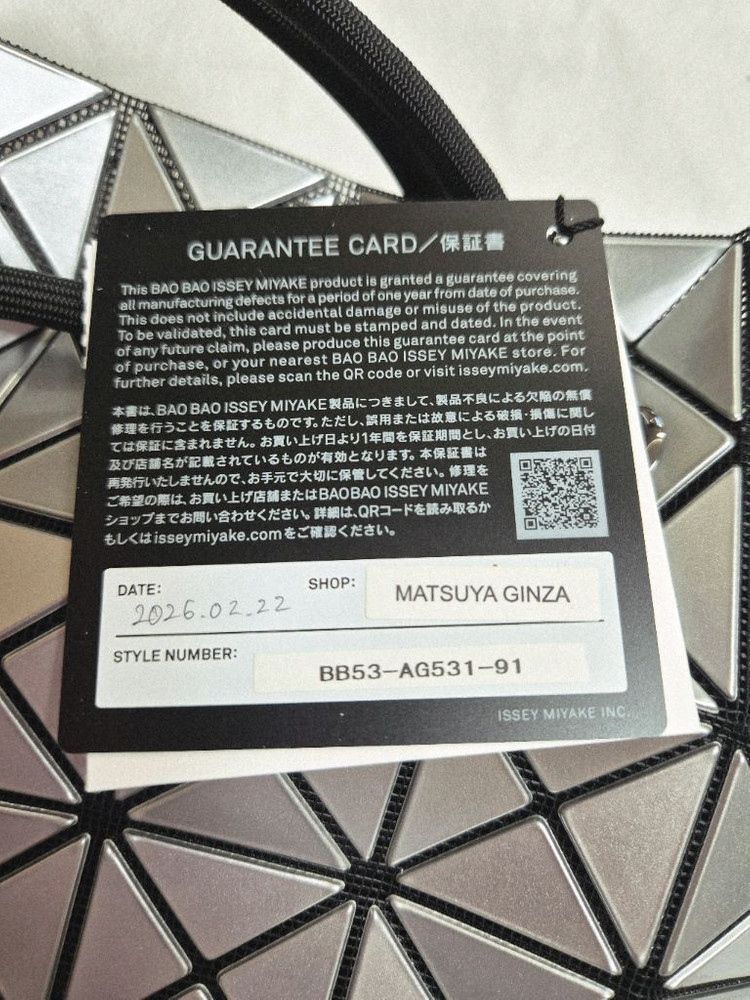 GUARANTEE CARD/保証書
This BAO BAO ISSEY MIYAKE product is granted a guarantee covering
all manufacturing defects for a period of one year from date of purchase.
This does not include accidental damage or misuse of the product.
To be validated, this card must be stamped and dated. In the event
of any future claim, please produce this guarantee card at the point
of purchase, or your nearest BAO BAO ISSEY MIYAKE store. For
further details, please scan the QR code or visit isseymiyake.com.
本書は、BAO BAO ISSEY MIYAKE製品につきまして、製品不良による欠陥の無償
修理を行うことを保証するものです。ただし、誤用または故意による破損・損傷に関し
ては保証に含まれません。お買い上げ日より1年間を保証期間とし、お買い上げの日付
及び店舗名が記載されているものが有効となります。本保証書は
再発行いたしませんので、お手元で大切に保管してください。修理を
ご希望の際は、お買い上げ店舗またはBAO BAO ISSEY MIYAKE
ショップまでお問い合わせください。詳細は、QRコードを読み取るか
もしくはisseymiyake.comをご確認ください。
DATE: 2026.02.22 SHOP: MATSUYA GINZA
STYLE NUMBER: BB53-AG531-91
ISSEY MIYAKE INC.